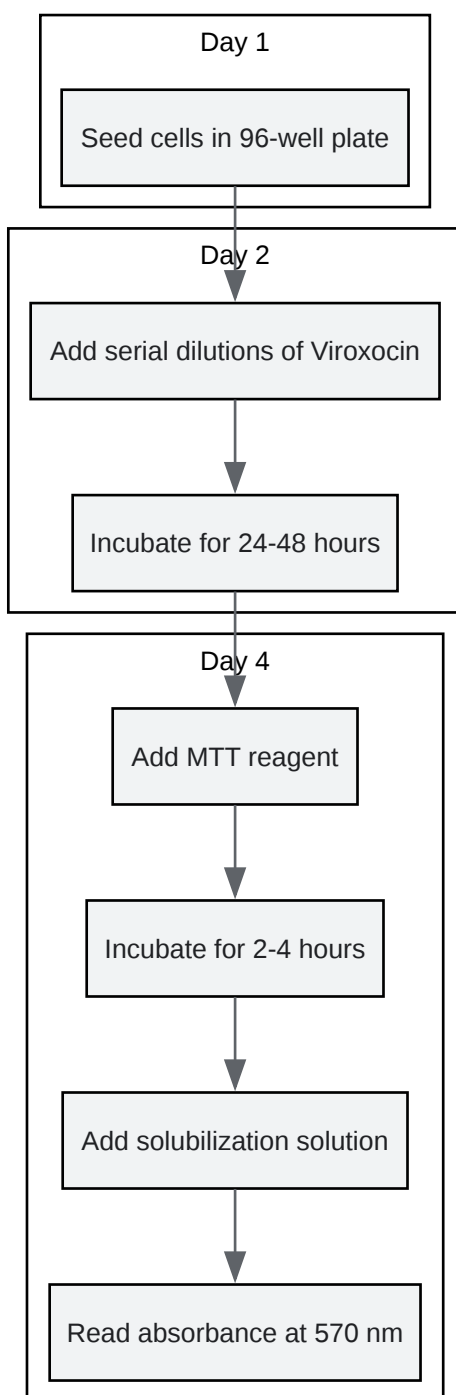 Day 1
Seed cells in 96-well plate
Day 2
Add serial dilutions of Viroxocin
Incubate for 24-48 hours
Day 4
Add MTT reagent
Incubate for 2-4 hours
Add solubilization solution
Read absorbance at 570 nm